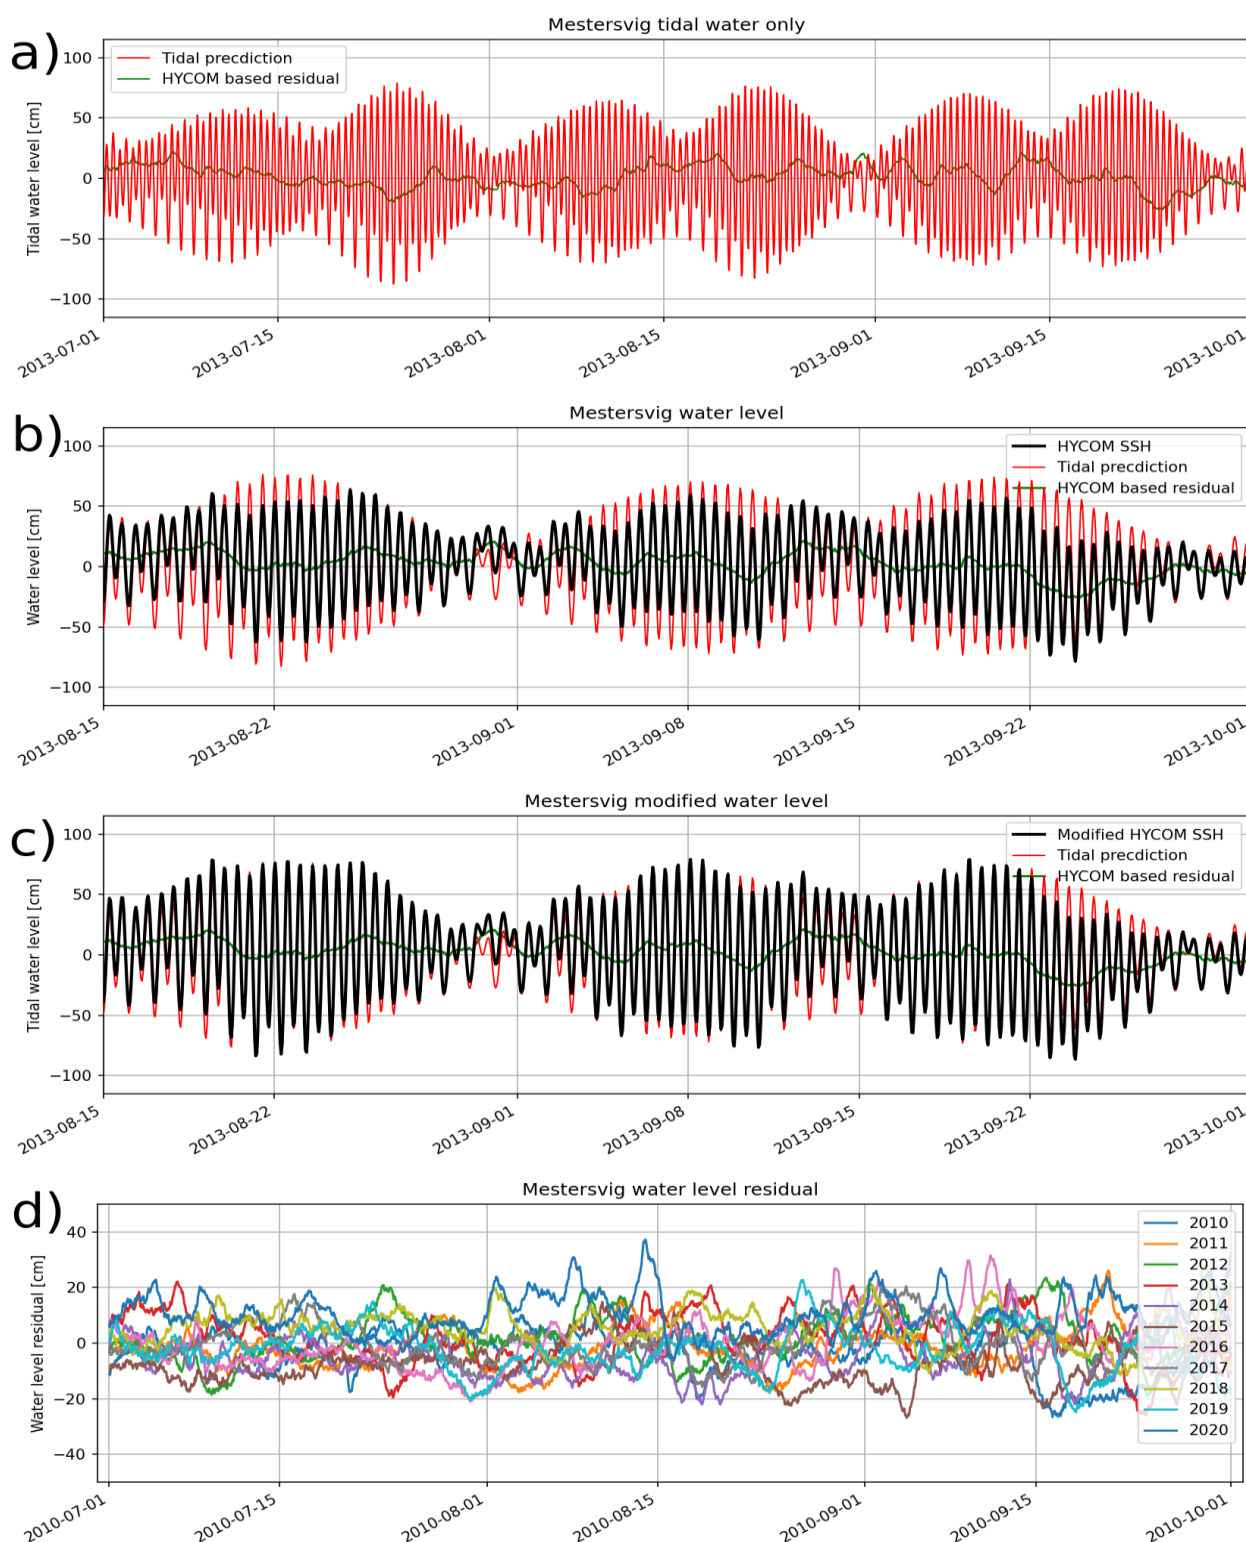 Mestersvig tidal water only
a)
Tidal precdiction
HYCOM based residual
Tidal water level [cm]
100
50
0
−50
−100
2013-07-01
2013-07-15
2013-08-01
2013-08-15
2013-09-01
2013-09-15
2013-10-01
Mestersvig water level
b)
HYCOM SSH
Tidal precdiction
HYCOM based residual
Water level [cm]
100
50
0
−50
−100
2013-08-15
2013-08-22
2013-09-01
2013-09-08
2013-09-15
2013-09-22
2013-10-01
Mestersvig modified water level
c)
Modified HYCOM SSH
Tidal precdiction
HYCOM based residual
Tidal water level [cm]
100
50
0
−50
−100
2013-08-15
2013-08-22
2013-09-01
2013-09-08
2013-09-15
2013-09-22
2013-10-01
Mestersvig water level residual
d)
2010
2011
2012
2013
2014
2015
2016
2017
2018
2019
2020
Water level residual [cm]
40
20
0
−20
−40
2010-07-01
2010-07-15
2010-08-01
2010-08-15
2010-09-01
2010-09-15
2010-10-01